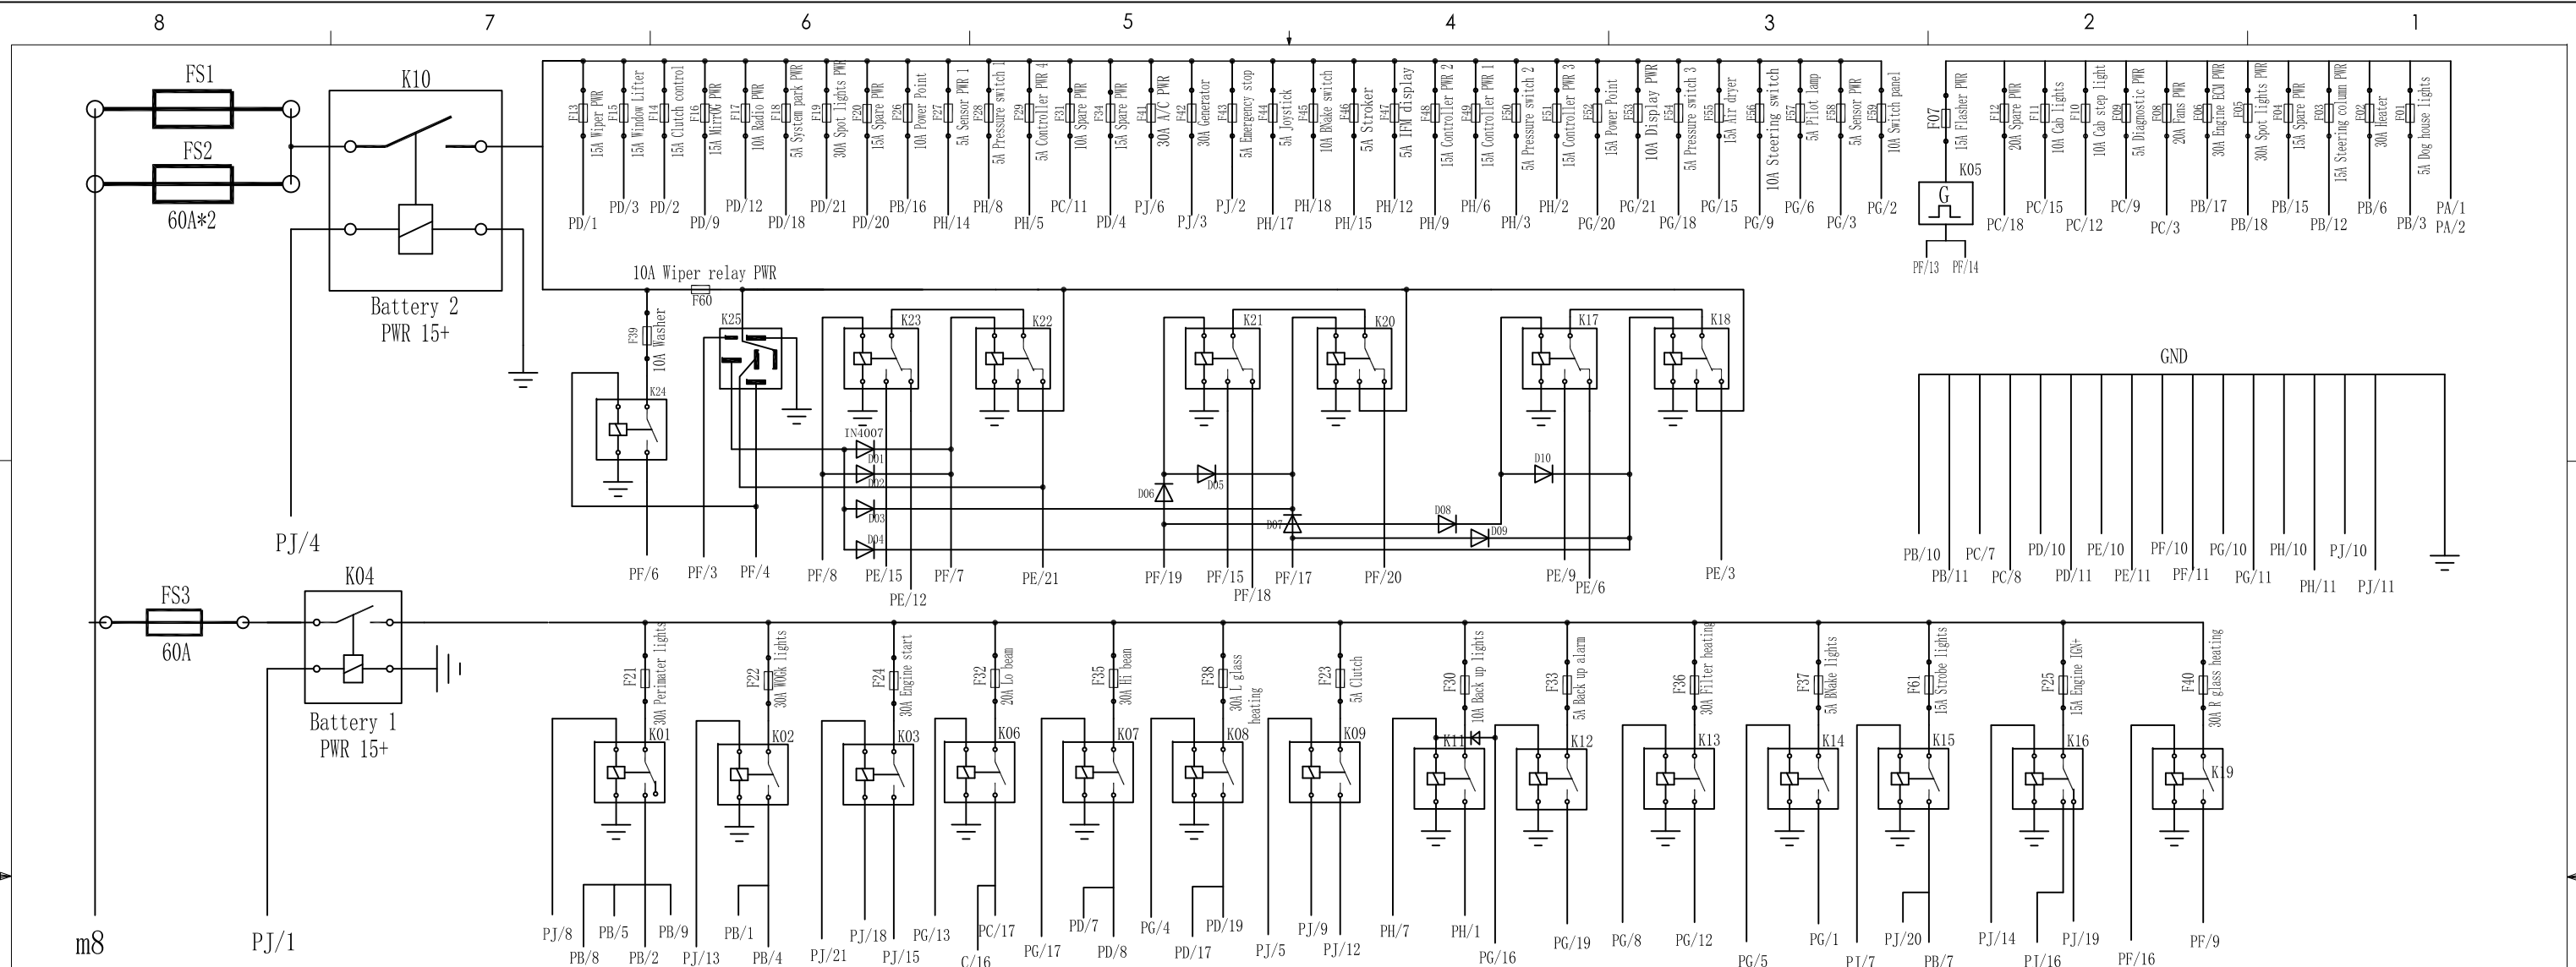 8 7 6 5 4 3 2 1
FS1
FS2
60A*2
K10
Battery 2
PWR 15+
PJ/4
FS3
60A
K04
Battery 1
PWR 15+
m8
PJ/1
F13 15A Wiper PWR PD/1
F15 15A Window Lifter PD/3
F14 15A Clutch control PD/2
F16 PD/9
F17 10A Radio PWR PD/12
F18 5A System park PWR PD/18
F19 30A Spot lights PWR PD/21
F20 15A Spare PWR PD/20
F26 10A Power Point PB/16
F27 5A Sensor PWR 1 PH/14
F28 5A Pressure switch 1 PH/8
F29 5A Controller PWR 4 PH/5
F31 10A Spare PWR PC/11
F34 15A Spare PWR PD/4
F41 30A A/C PWR PJ/6
F42 30A Generator PJ/3
F43 5A Emergency stop PJ/2
F44 5A Joystick PH/17
F45 10A BNake switch PH/18
F46 5A Stroker PH/15
F47 5A IFM display PH/12
F48 15A Controller PWR 2 PH/9
F49 15A Controller PWR 1 PH/6
F50 5A Pressure switch 2 PH/3
F51 15A Controller PWR 3 PH/2
F52 15A Power Point PG/20
F53 10A Display PWR PG/21
F54 5A Pressure switch 3 PG/18
F55 15A Air dryer PG/15
F56 10A Steering switch PG/9
F57 5A Pilot lamp PG/6
F58 5A Sensor PWR PG/3
F59 10A Switch panel PG/2
F07 15A Flasher PWR
K05
G
PF/13 PF/14
F12 20A Spare PWR PC/18
F11 10A Cab lights PC/15
F10 10A Cab step light PC/12
F09 5A Diagnostic PWR PC/9
F08 20A Fans PWR PC/3
F06 30A Engine ECM PWR PB/17
F05 30A Spot lights PWR PB/18
F04 15A Spare PWR PB/15
F03 15A Steering column PWR PB/12
F02 30A Heater PB/6
F01 5A Dog house lights PB/3
PA/1
PA/2
10A Wiper relay PWR
F60
F39 10A Washer
K24
K25
K23 K22 K21 K20 K17 K18
IN4007
D01
D02
D03
D04
D06 D05 D07 D08 D09 D10
PF/6 PF/3 PF/4 PF/8 PE/15 PE/12 PF/7 PE/21 PF/19 PF/15 PF/18 PF/17 PF/20 PE/9 PE/6 PE/3
GND
PB/10 PB/11 PC/7 PC/8 PD/10 PD/11 PE/10 PE/11 PF/10 PF/11 PG/10 PG/11 PH/10 PH/11 PJ/10 PJ/11
F21 30A Perimater lights K01
F22 30A WOGk lights K02
F24 30A Engine start K03
F32 20A Lo beam K06
F35 30A Hi bean K07
F38 30A L glass heating K08
F23 5A Clutch K09
F30 10A Back up lights K11
F33 5A Back up alarm K12
F36 30A Filter heating K13
F37 5A BNake lights K14
F61 15A Strobe lights K15
F25 15A Engine IGN+ K16
F40 30A R glass heating K19
PJ/8 PB/8 PB/5 PB/2 PB/9 PJ/13 PB/1 PB/4 PJ/21 PJ/18 PJ/15 PG/13 C/16 PC/17 PG/17 PD/7 PD/8 PG/4 PD/17 PD/19 PJ/5 PJ/9 PJ/12 PH/7 PH/1 PG/16 PG/19 PG/8 PG/12 PG/5 PG/1 PJ/7 PJ/20 PB/7 PJ/14 PJ/16 PJ/19 PF/16 PF/9